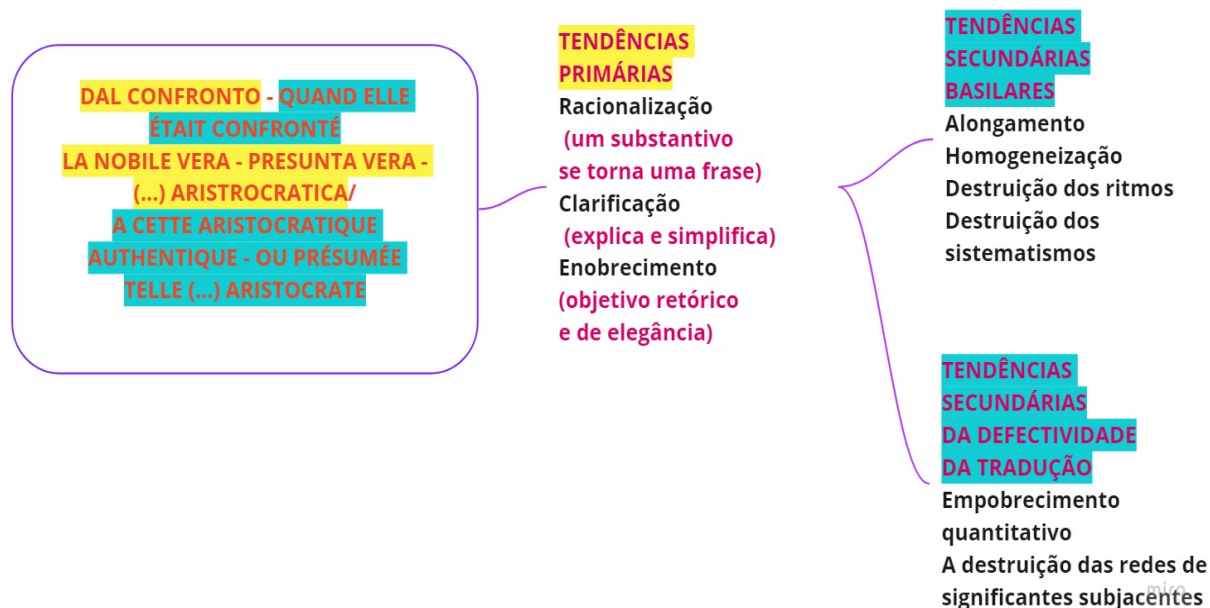 DAL CONFRONTO - QUAND ELLE
ÉTAIT CONFRONTÉ
LA NOBILE VERA - PRESUNTA VERA -
(...) ARISTROCRATICA/
A CETTE ARISTOCRATIQUE
AUTHENTIQUE - OU PRÉSUMÉE
TELLE (...) ARISTOCRATE
TENDÊNCIAS
PRIMÁRIAS
Racionalização
(um substantivo
se torna uma frase)
Clarificação
(explica e simplifica)
Enobrecimento
(objetivo retórico
e de elegância)
TENDÊNCIAS
SECUNDÁRIAS
BASILARES
Alongamento
Homogeneização
Destruição dos ritmos
Destruição dos
sistematismos
TENDÊNCIAS
SECUNDÁRIAS
DA DEFECTIVIDADE
DA TRADUÇÃO
Empobrecimento
quantitativo
A destruição das redes de
significantes subjacentes
miro